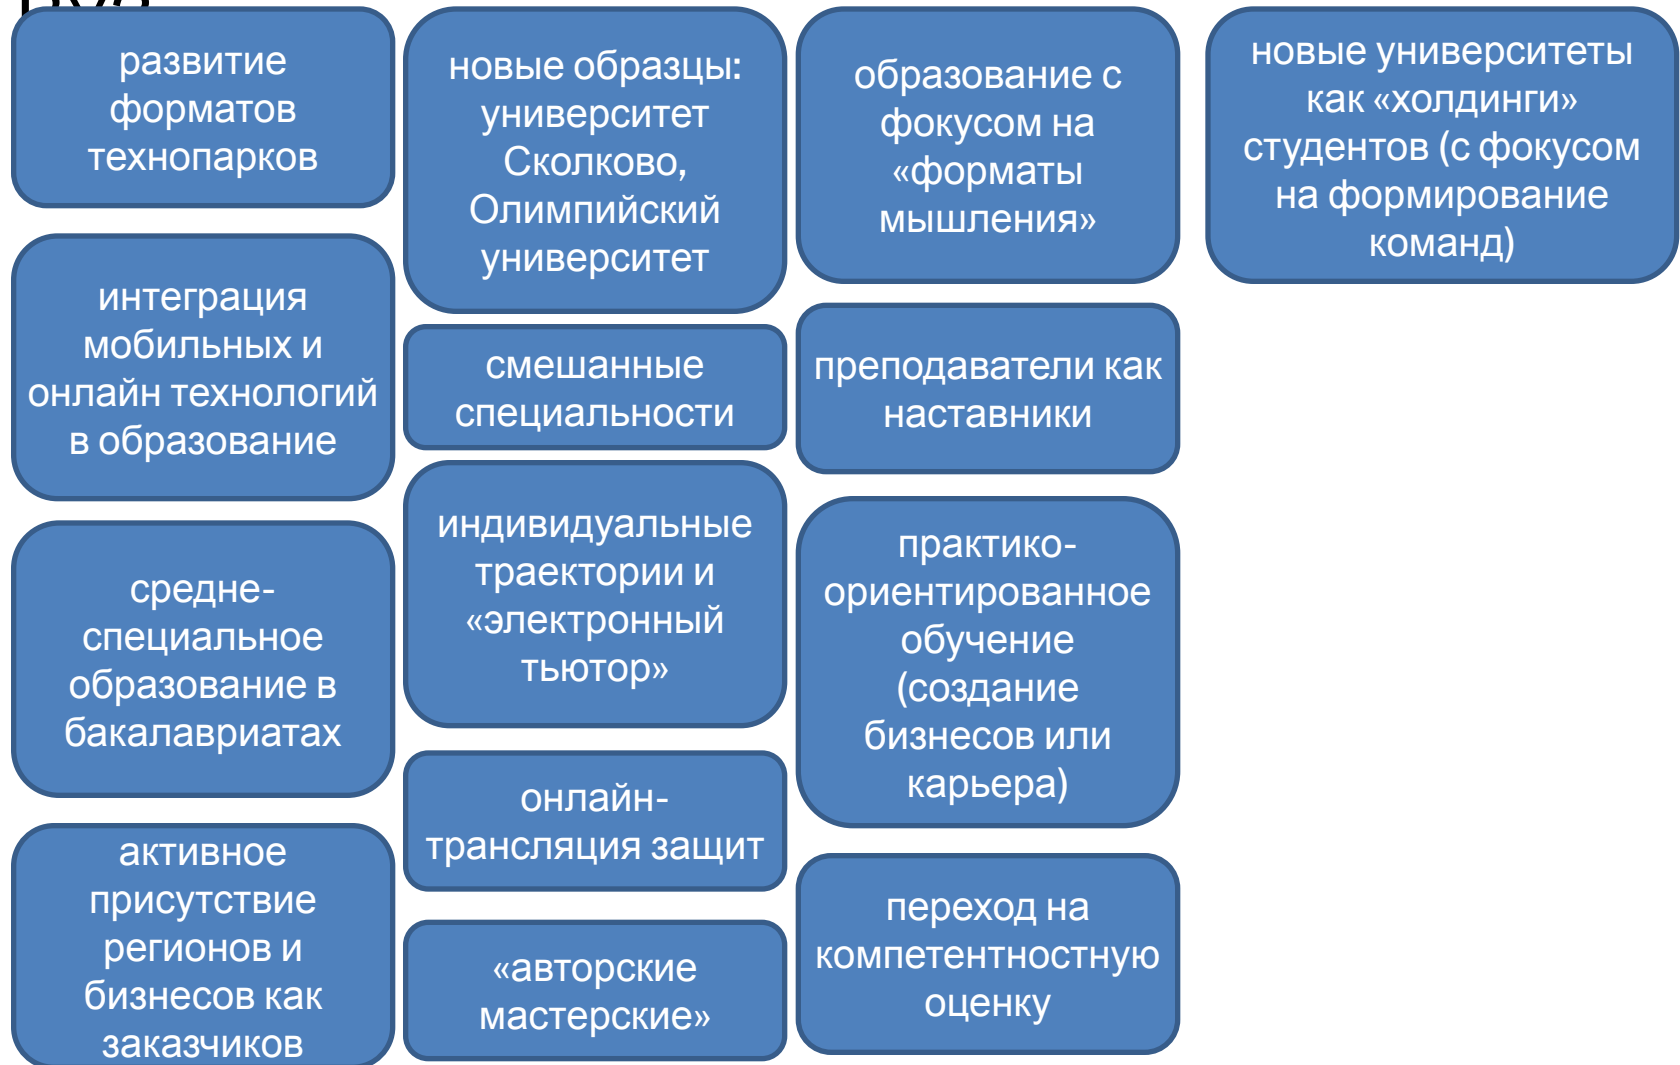 развитие
форматов
технопарков
интеграция
мобильных и
онлайн технологий
в образование
средне-
специальное
образование в
бакалавриатах
активное
присутствие
регионов и
бизнесов как
заказчиков
новые образцы:
университет
Сколково,
Олимпийский
университет
смешанные
специальности
индивидуальные
траектории и
«электронный
тьютор»
онлайн-
трансляция защит
«авторские
мастерские»
образование с
фокусом на
«форматы
мышления»
преподаватели как
наставники
практико-
ориентированное
обучение
(создание
бизнесов или
карьера)
переход на
компетентностную
оценку
новые университеты
как «холдинги»
студентов (с фокусом
на формирование
команд)